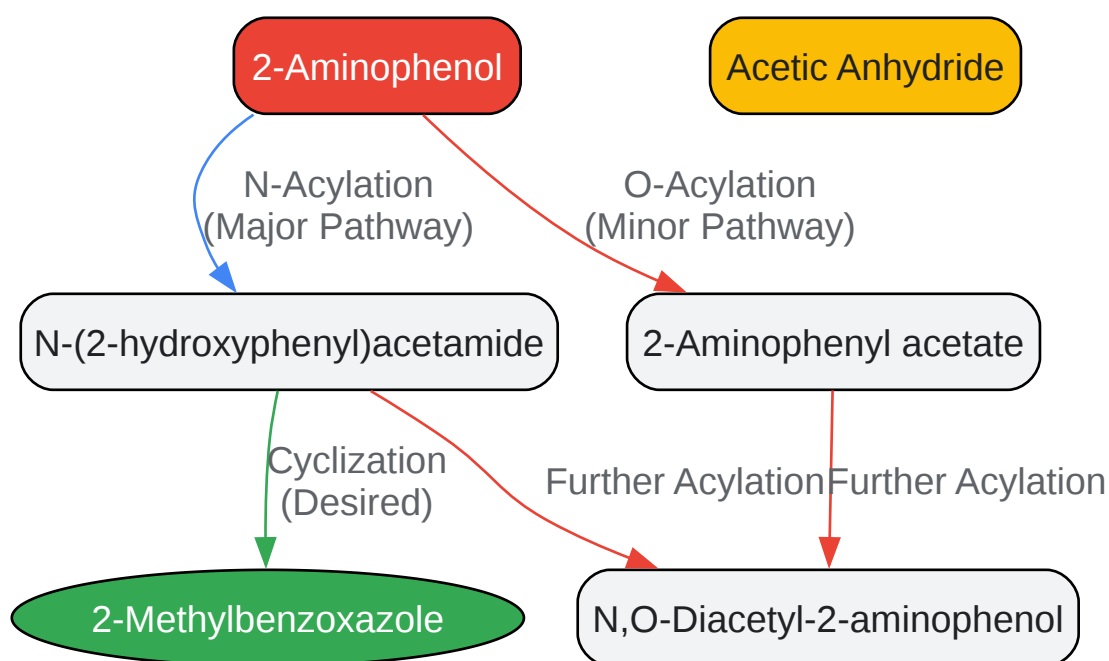 2-Aminophenol
Acetic Anhydride
N-Acylation
(Major Pathway)
O-Acylation
(Minor Pathway)
N-(2-hydroxyphenyl)acetamide
2-Aminophenyl acetate
Cyclization
(Desired)
Further Acylation
Further Acylation
2-Methylbenzoxazole
N,O-Diacetyl-2-aminophenol